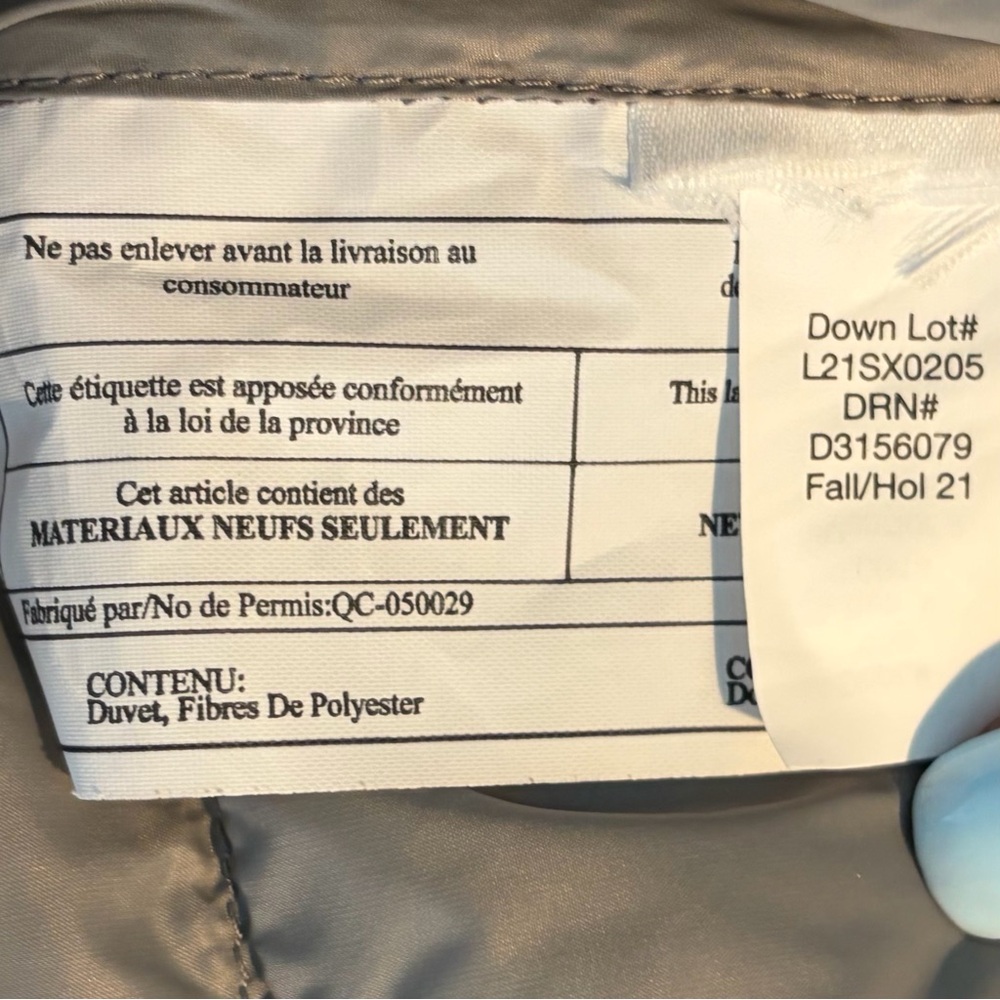 Ne pas enlever avant la livraison au
consommateur
Cette étiquette est apposée conformément
à la loi de la province
This
Cet article contient des
MATERIAUX NEUFS SEULEMENT
Fabriqué par/No de Permis:QC-050029
CONTENU:
Duvet, Fibres De Polyester
Down Lot#
L21SX0205
DRN#
D3156079
Fall/Hol 21